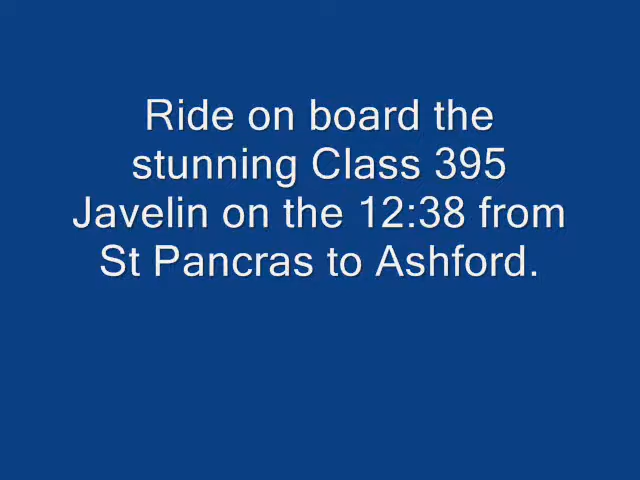 Ride on board the
stunning Class 395
Javelin on the 12:38 from
St Pancras to Ashford.